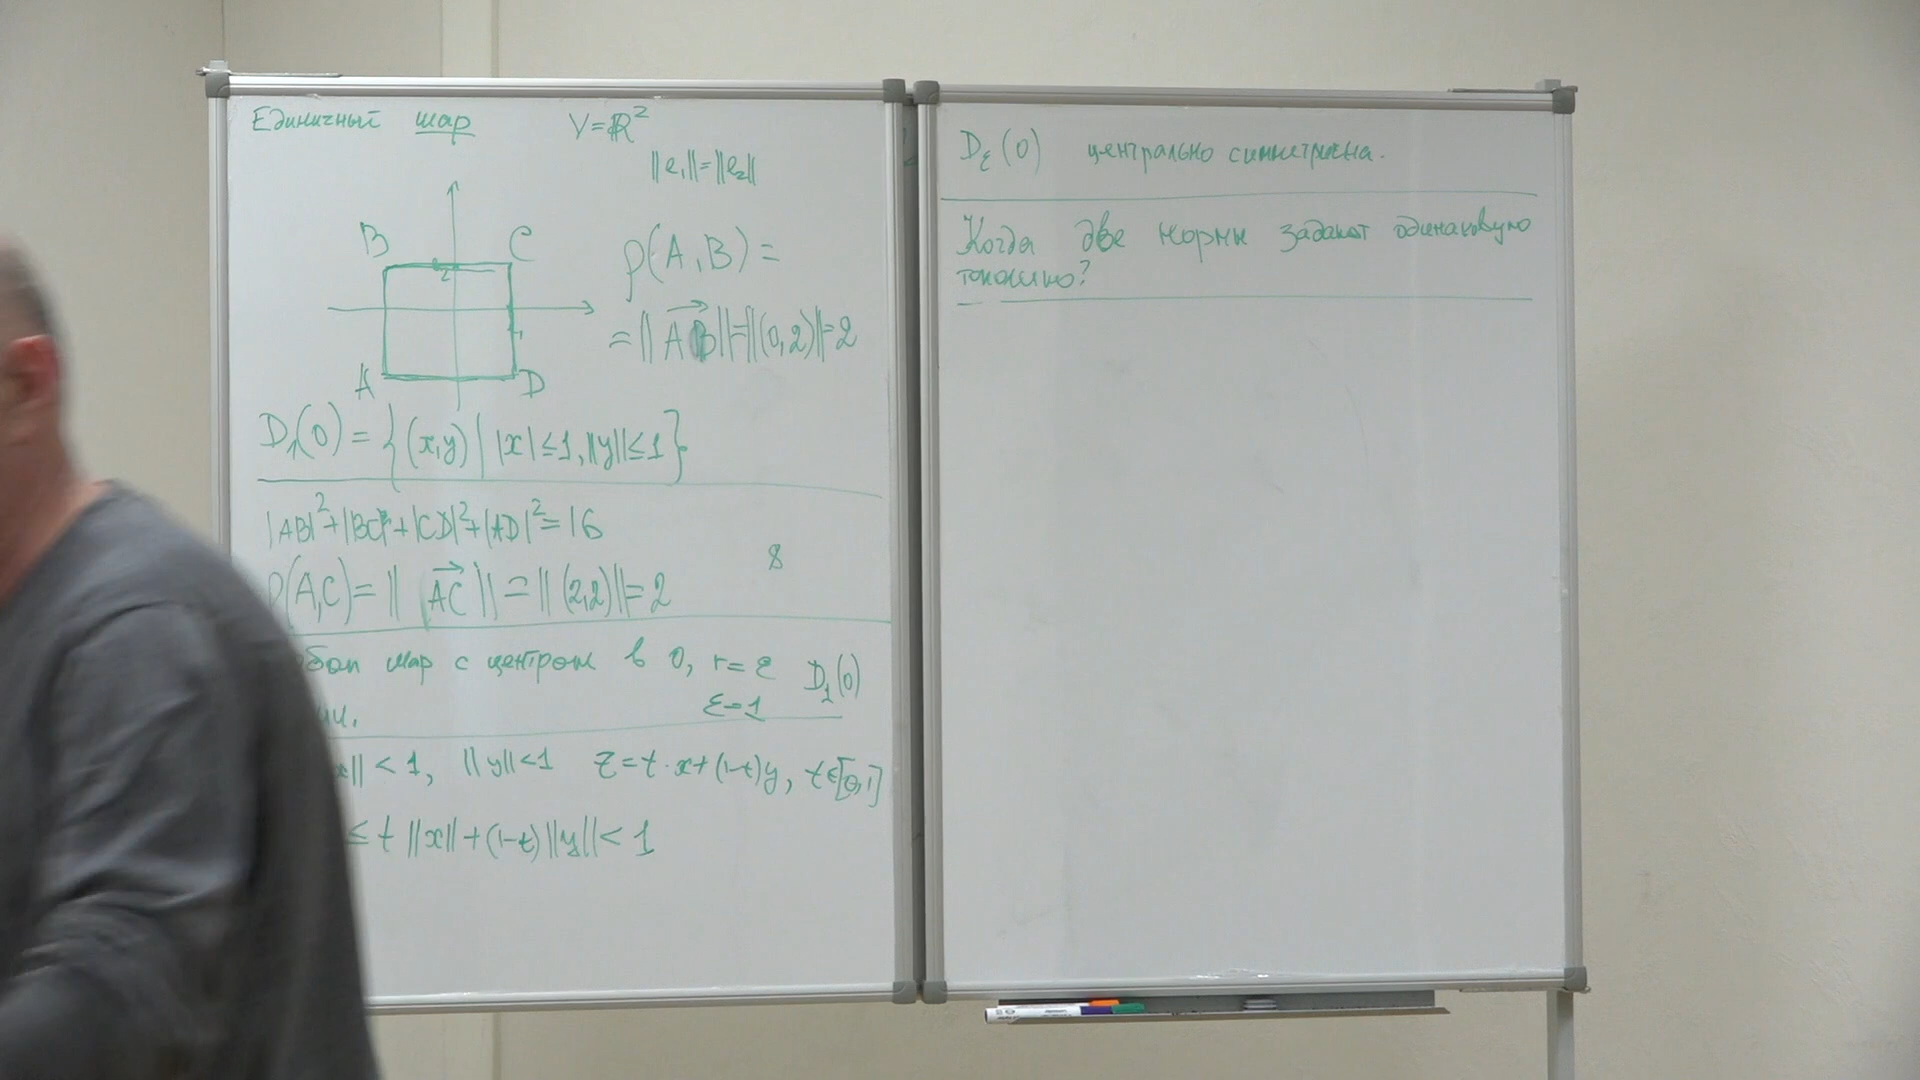 Единичный шар V=ℝ²
||e₁||=||e₂||
B C
ρ(A,B)=
=||AB||=||(0,2)||=2
A D
D₁(0)={(x,y)| |x|≤1, ||y||≤1}
|AB|²+|BC|²+|CD|²+|AD|²=16
8
ρ(A,C)=||AC||=||(2,2)||=2
шар с центром в 0, r=ε D₁(0)
ε=1
||<1, ||y||<1 z=t·x+(1-t)y, t∈[0,1]
≤t||x||+(1-t)||y||<1
D_ε(0) центрально симметрична.
Когда две нормы задают одинаковую
топологию?